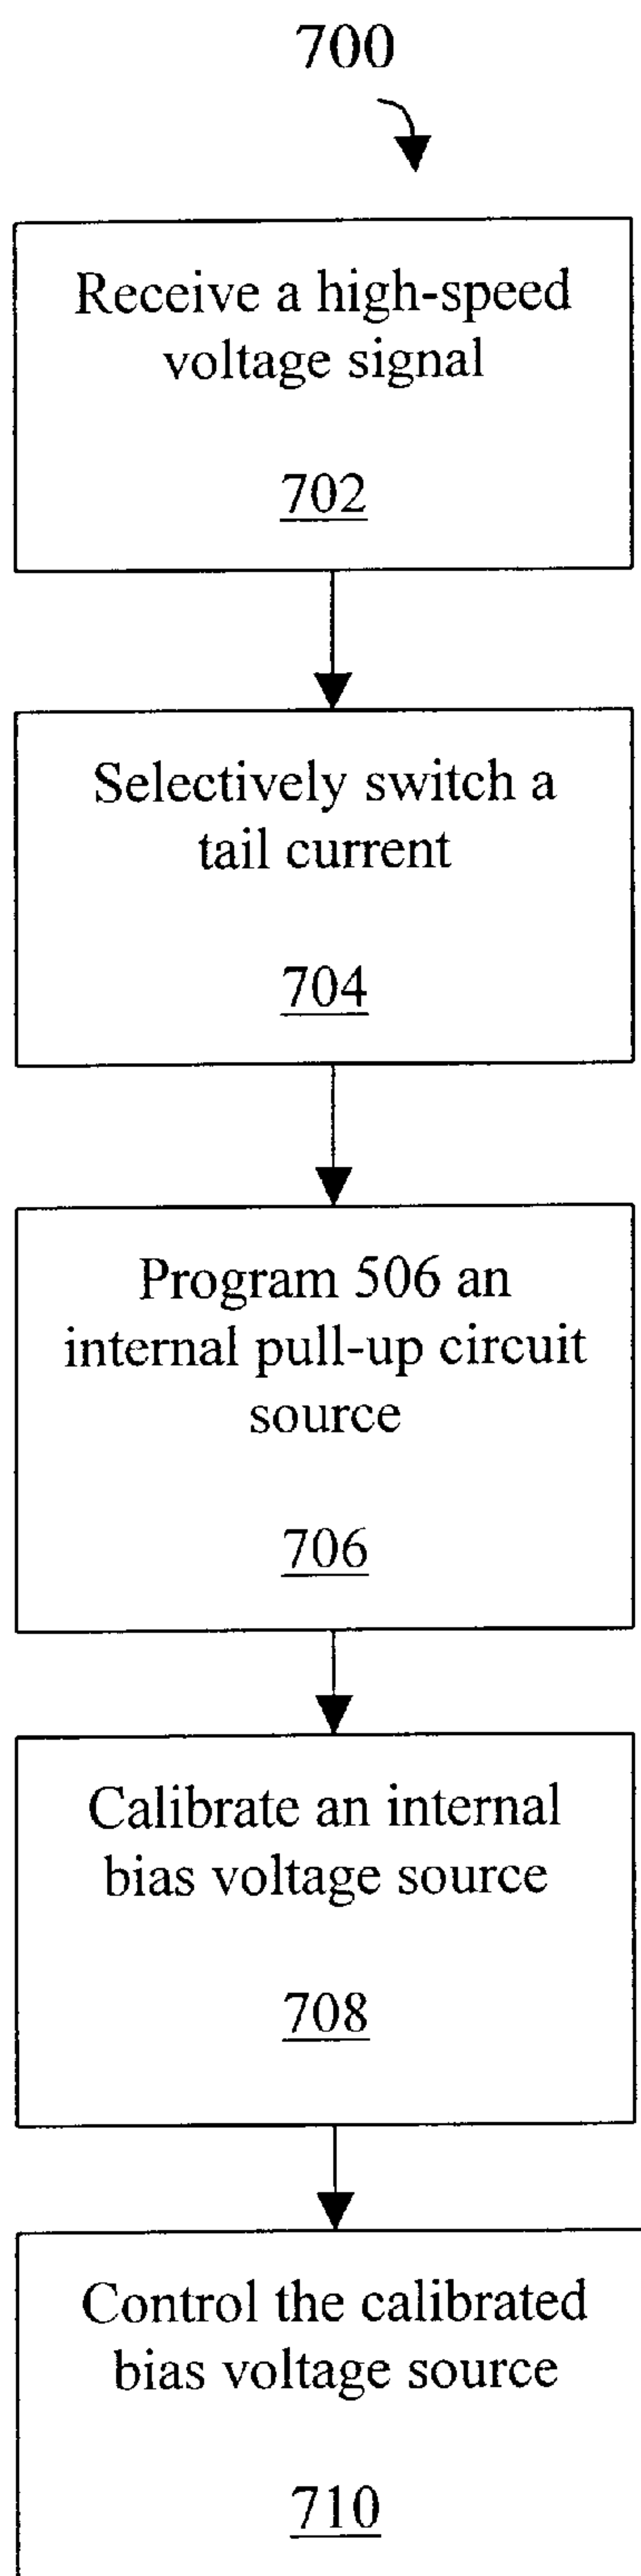 700
Receive a high-speed
voltage signal
702
Selectively switch a
tail current
704
Program 506 an
internal pull-up circuit
source
706
Calibrate an internal
bias voltage source
708
Control the calibrated
bias voltage source
710